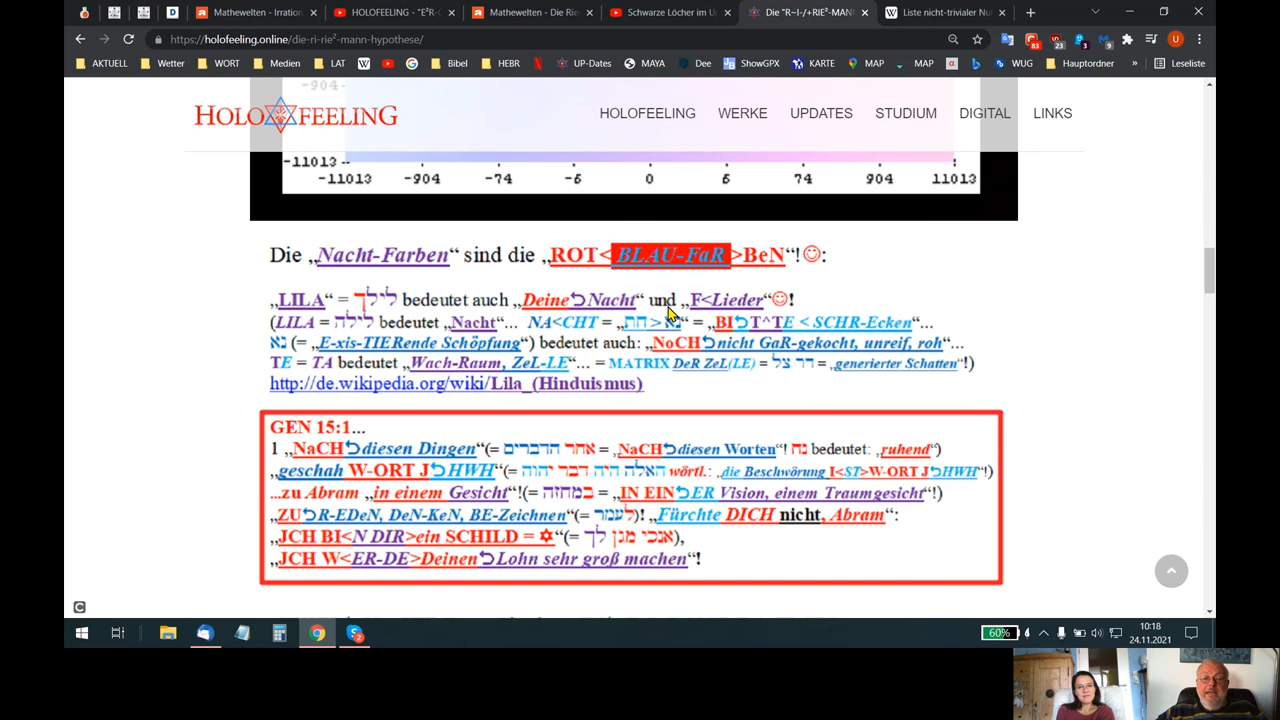 Mathewelten - Irration
HOLOFEELING - "E²R-C
Mathewelten - Die Rie
Schwarze Löcher im U
Die "R~I-/+RIE²-MANN
Liste nicht-trivialer Nu
https://holofeeling.online/die-ri-rie²-mann-hypothese/
AKTUELL Wetter WORT Medien LAT Bibel HEBR UP-Dates MAYA Dee ShowGPX KARTE MAP MAP WUG Hauptordner » Leseliste
-904
HOLOFEELING
HOLOFEELING WERKE UPDATES STUDIUM DIGITAL LINKS
-11013
-11013 -904 -74 -6 0 6 74 904 11013
Die „Nacht-Farben“ sind die „ROT<BLAU-FaR>BeN“!☺:
„LILA“ = לילך bedeutet auch „Deine⮌Nacht“ und „F<Lieder“☺!
(LILA = לילה bedeutet „Nacht“... NA<CHT = „נא>חת“ = „BI⮌T^TE < SCHR-Ecken“...
נא (= „E-xis-TIERende Schöpfung“) bedeutet auch: „NoCH⮌nicht GaR-gekocht, unreif, roh“...
TE = TA bedeutet „Wach-Raum, ZeL-LE“... = MATRIX DeR ZeL(LE) = דר צל = „generierter Schatten“!)
http://de.wikipedia.org/wiki/Lila_(Hinduismus)
GEN 15:1...
1 „NaCH⮌diesen Dingen“(= אחר הדברים = „NaCH⮌diesen Worten“! נח bedeutet: „ruhend“)
„geschah W-ORT J⮌HWH“(= האלה היה דבר יהוה wörtl.: „die Beschwörung I<ST>W-ORT J⮌HWH“!)
...zu Abram „in einem Gesicht“!(= במחזה = „IN EIN⮌ER Vision, einem Traumgesicht“!)
„ZU⮌R-EDeN, DeN-KeN, BE-Zeichnen“(= לעמר)! „Fürchte DICH nicht, Abram“:
„JCH BI<N DIR>ein SCHILD = ✡“(= אנכי מגן לך),
„JCH W<ER-DE>Deinen⮌Lohn sehr groß machen“!
60%
10:18
24.11.2021